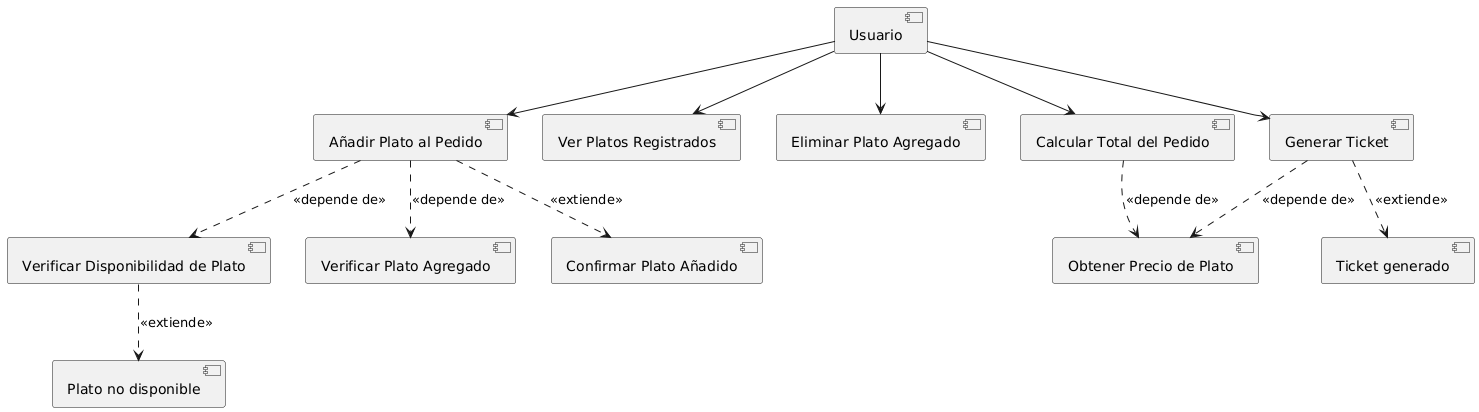 Usuario
Añadir Plato al Pedido
Ver Platos Registrados
Eliminar Plato Agregado
Calcular Total del Pedido
Generar Ticket
«depende de»
«depende de»
«extiende»
«depende de»
«depende de»
«extiende»
Verificar Disponibilidad de Plato
Verificar Plato Agregado
Confirmar Plato Añadido
Obtener Precio de Plato
Ticket generado
«extiende»
Plato no disponible